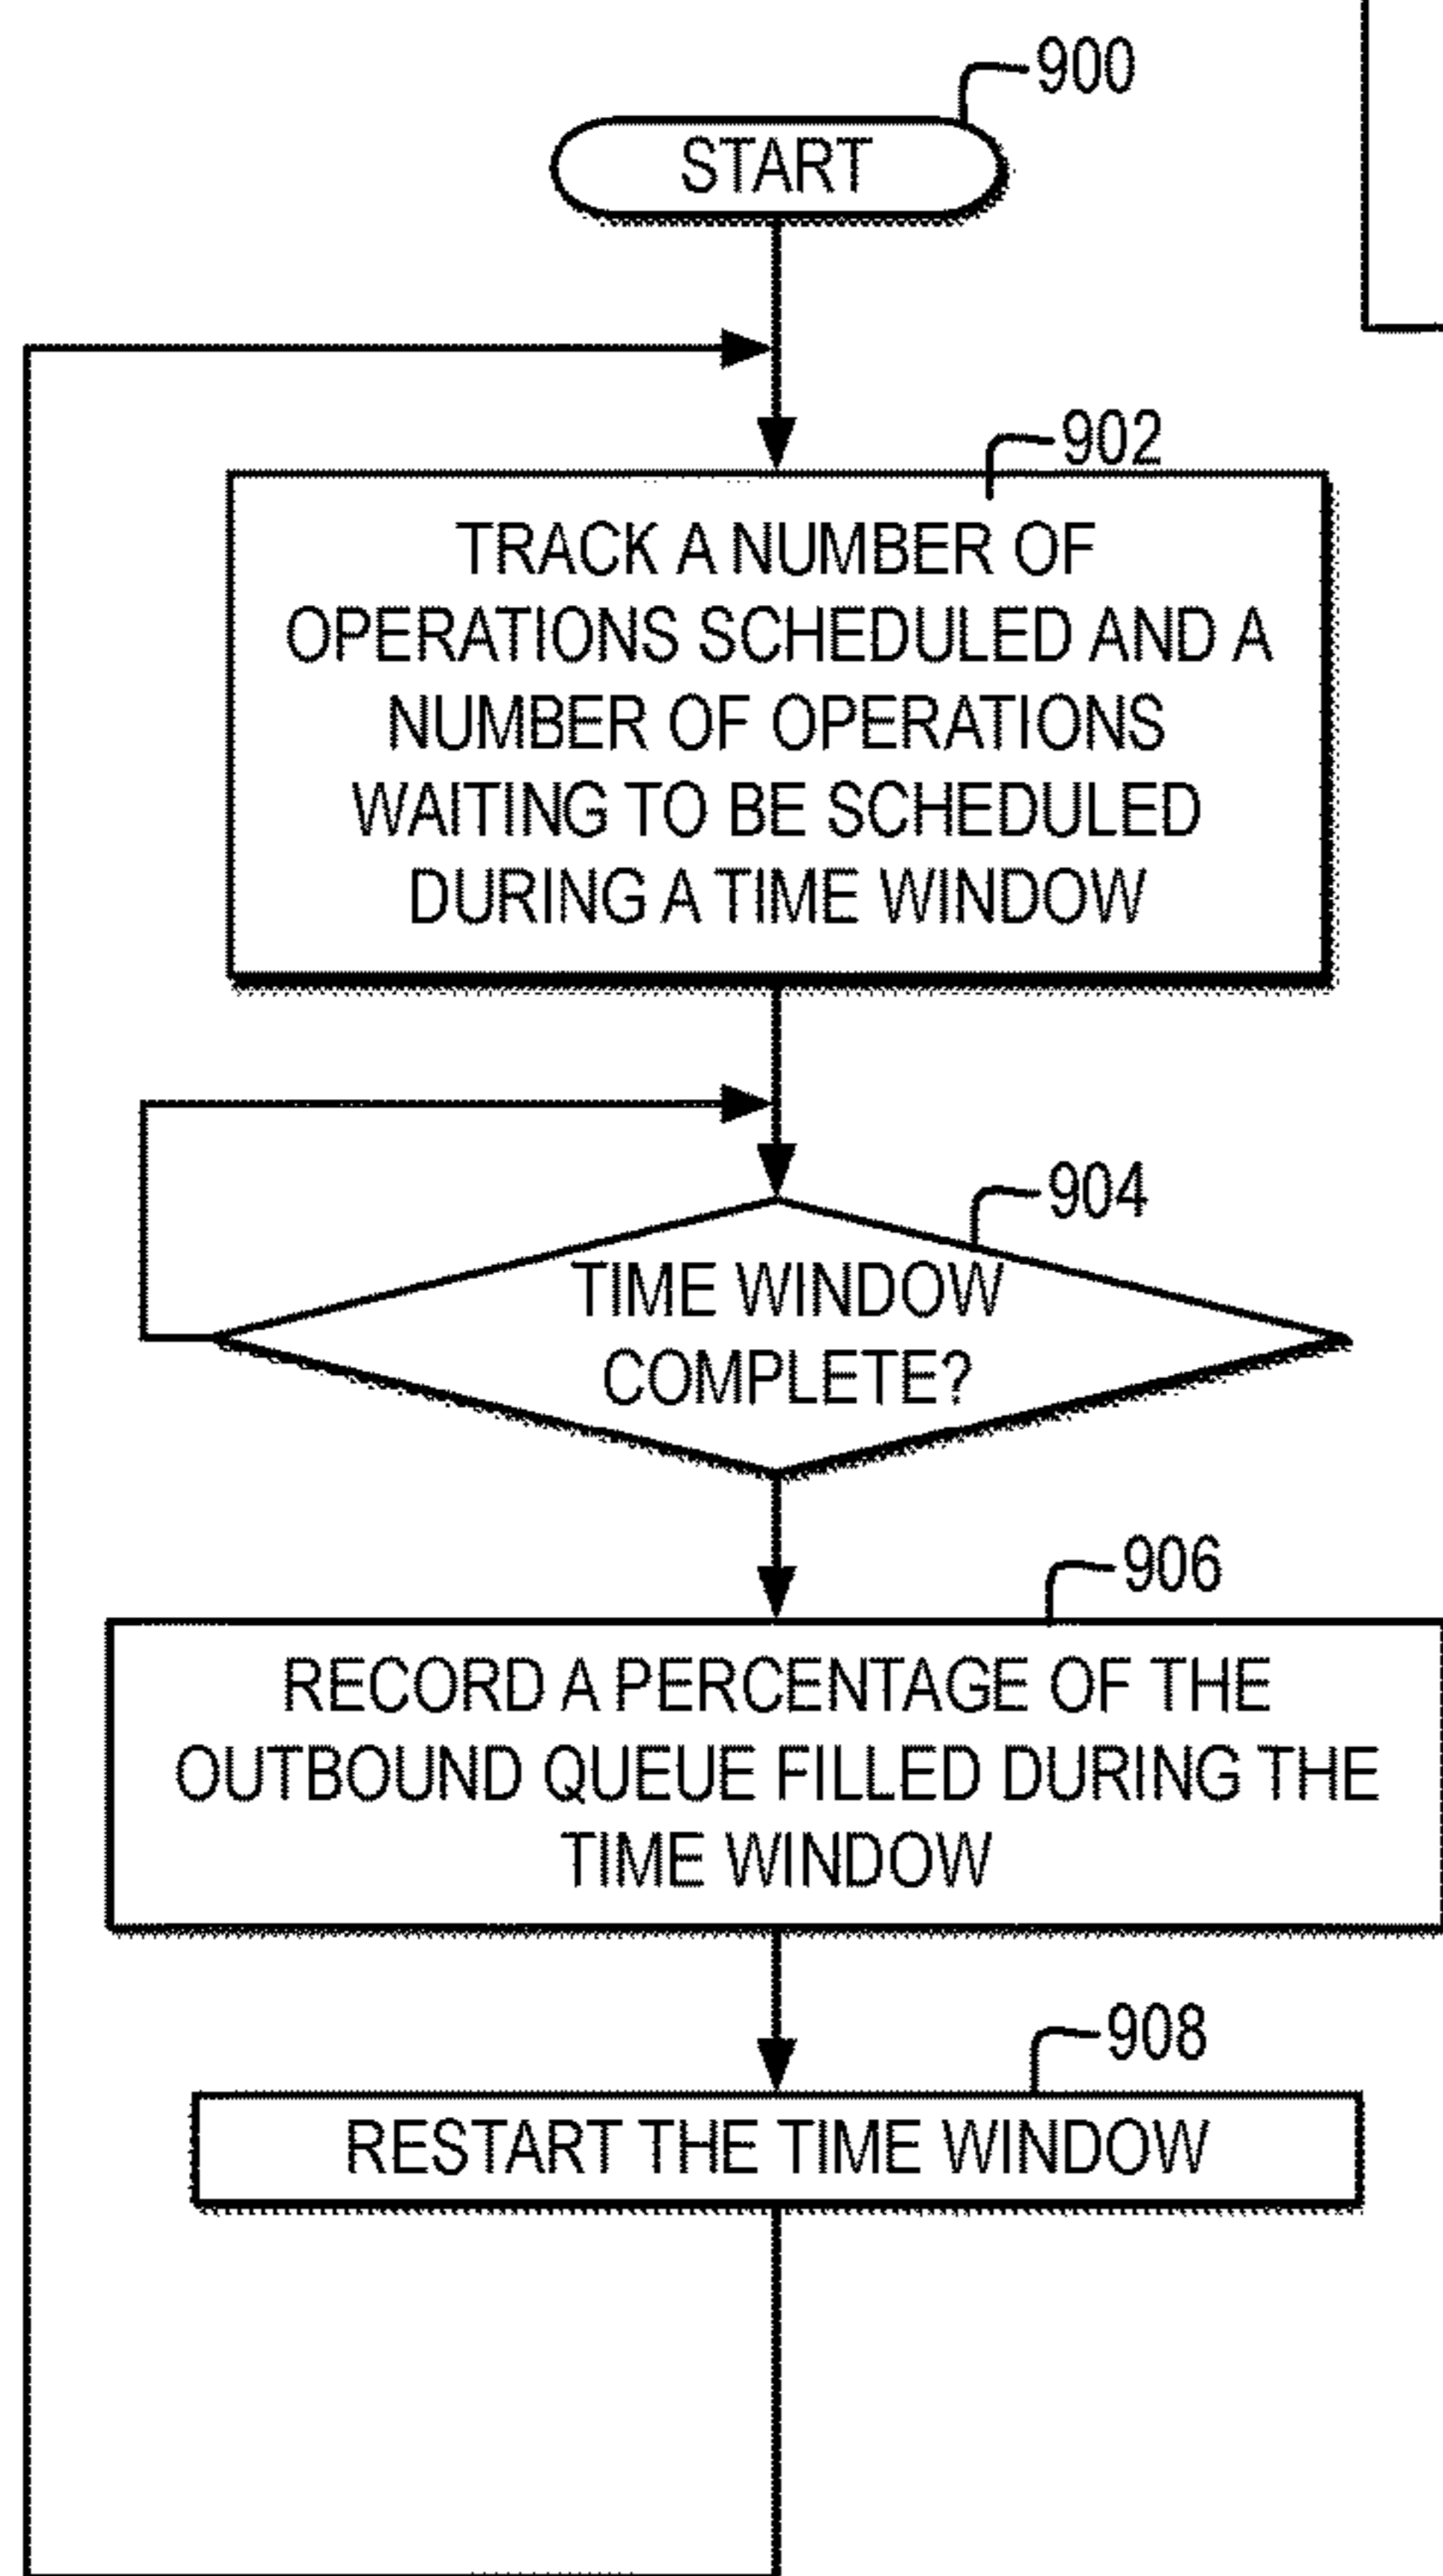 900
START
902
TRACK A NUMBER OF
OPERATIONS SCHEDULED AND A
NUMBER OF OPERATIONS
WAITING TO BE SCHEDULED
DURING A TIME WINDOW
904
TIME WINDOW
COMPLETE?
906
RECORD A PERCENTAGE OF THE
OUTBOUND QUEUE FILLED DURING THE
TIME WINDOW
908
RESTART THE TIME WINDOW